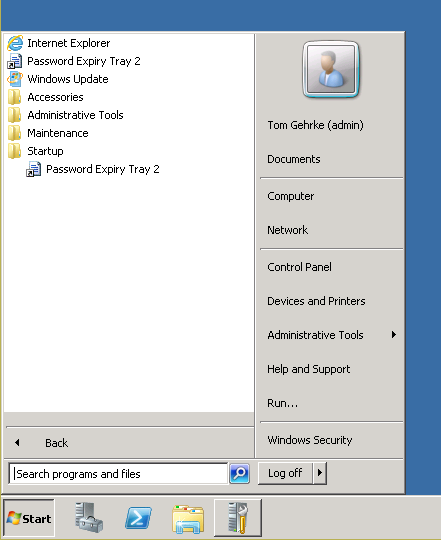 Internet Explorer
Password Expiry Tray 2
Windows Update
Accessories
Administrative Tools
Maintenance
Startup
Password Expiry Tray 2
Back
Search programs and files
Tom Gehrke (admin)
Documents
Computer
Network
Control Panel
Devices and Printers
Administrative Tools
Help and Support
Run...
Windows Security
Log off
Start